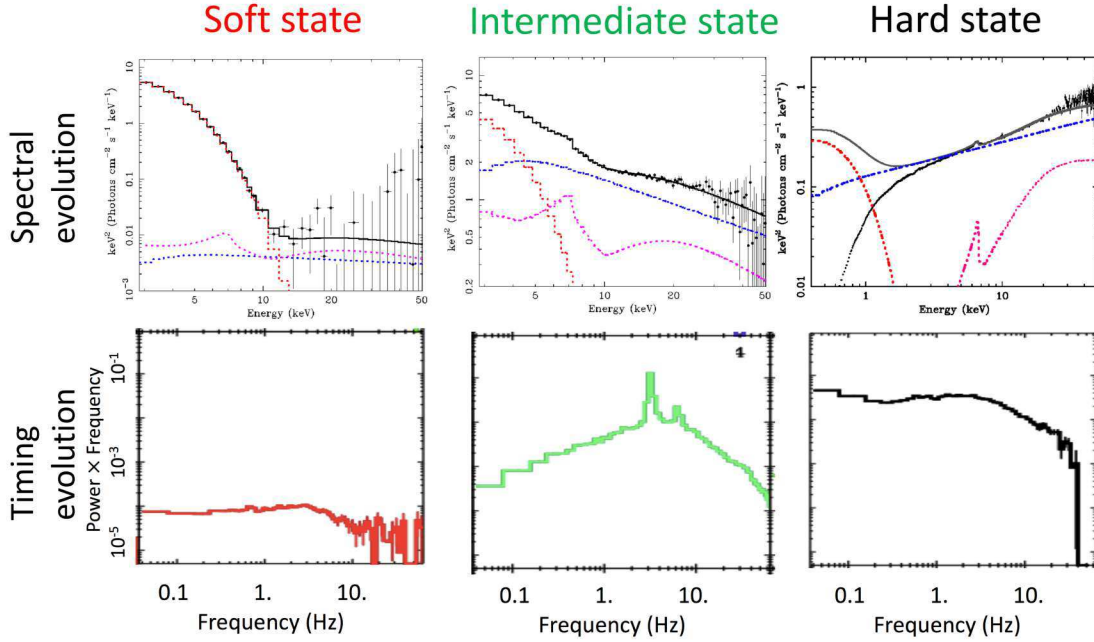 Soft state
Intermediate state
Hard state
Spectral
evolution
keV² (Photons cm⁻² s⁻¹ keV⁻¹)
10
1
0.1
0.01
10⁻³
5
10
20
50
Energy (keV)
keV² (Photons cm⁻² s⁻¹ keV⁻¹)
5
2
1
0.5
0.2
5
10
20
50
Energy (keV)
keV² (Photons cm⁻² s⁻¹ keV⁻¹)
1
0.1
0.01
1
10
Energy (keV)
Timing
evolution
Power × Frequency
10⁻¹
10⁻³
10⁻⁵
0.1
1.
10.
Frequency (Hz)
1
0.1
1.
10.
Frequency (Hz)
0.1
1.
10.
Frequency (Hz)